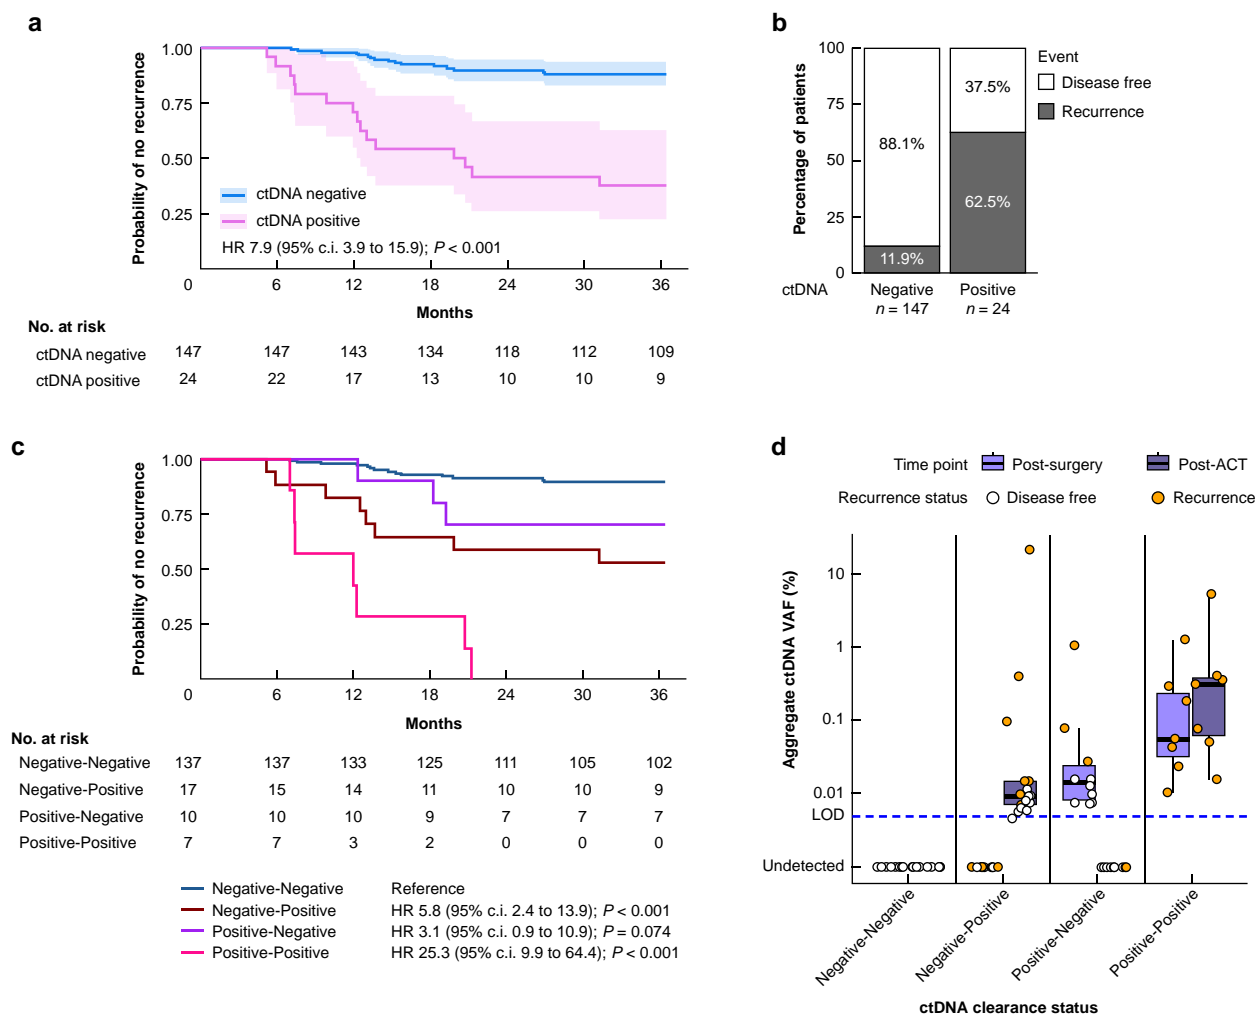 a
Probability of no recurrence
1.00
0.75
0.50
0.25
0
6
12
18
24
30
36
Months
ctDNA negative
ctDNA positive
HR 7.9 (95% c.i. 3.9 to 15.9); P < 0.001
No. at risk
ctDNA negative 147 147 143 134 118 112 109
ctDNA positive 24 22 17 13 10 10 9
b
Percentage of patients
100
75
50
25
0
88.1%
11.9%
37.5%
62.5%
Event
Disease free
Recurrence
ctDNA Negative Positive
n = 147 n = 24
c
Probability of no recurrence
1.00
0.75
0.50
0.25
0 6 12 18 24 30 36
Months
No. at risk
Negative-Negative 137 137 133 125 111 105 102
Negative-Positive 17 15 14 11 10 10 9
Positive-Negative 10 10 10 9 7 7 7
Positive-Positive 7 7 3 2 0 0 0
Negative-Negative Reference
Negative-Positive HR 5.8 (95% c.i. 2.4 to 13.9); P < 0.001
Positive-Negative HR 3.1 (95% c.i. 0.9 to 10.9); P = 0.074
Positive-Positive HR 25.3 (95% c.i. 9.9 to 64.4); P < 0.001
d
Time point Post-surgery Post-ACT
Recurrence status Disease free Recurrence
Aggregate ctDNA VAF (%)
10
1
0.1
0.01
LOD
Undetected
Negative-Negative
Negative-Positive
Positive-Negative
Positive-Positive
ctDNA clearance status